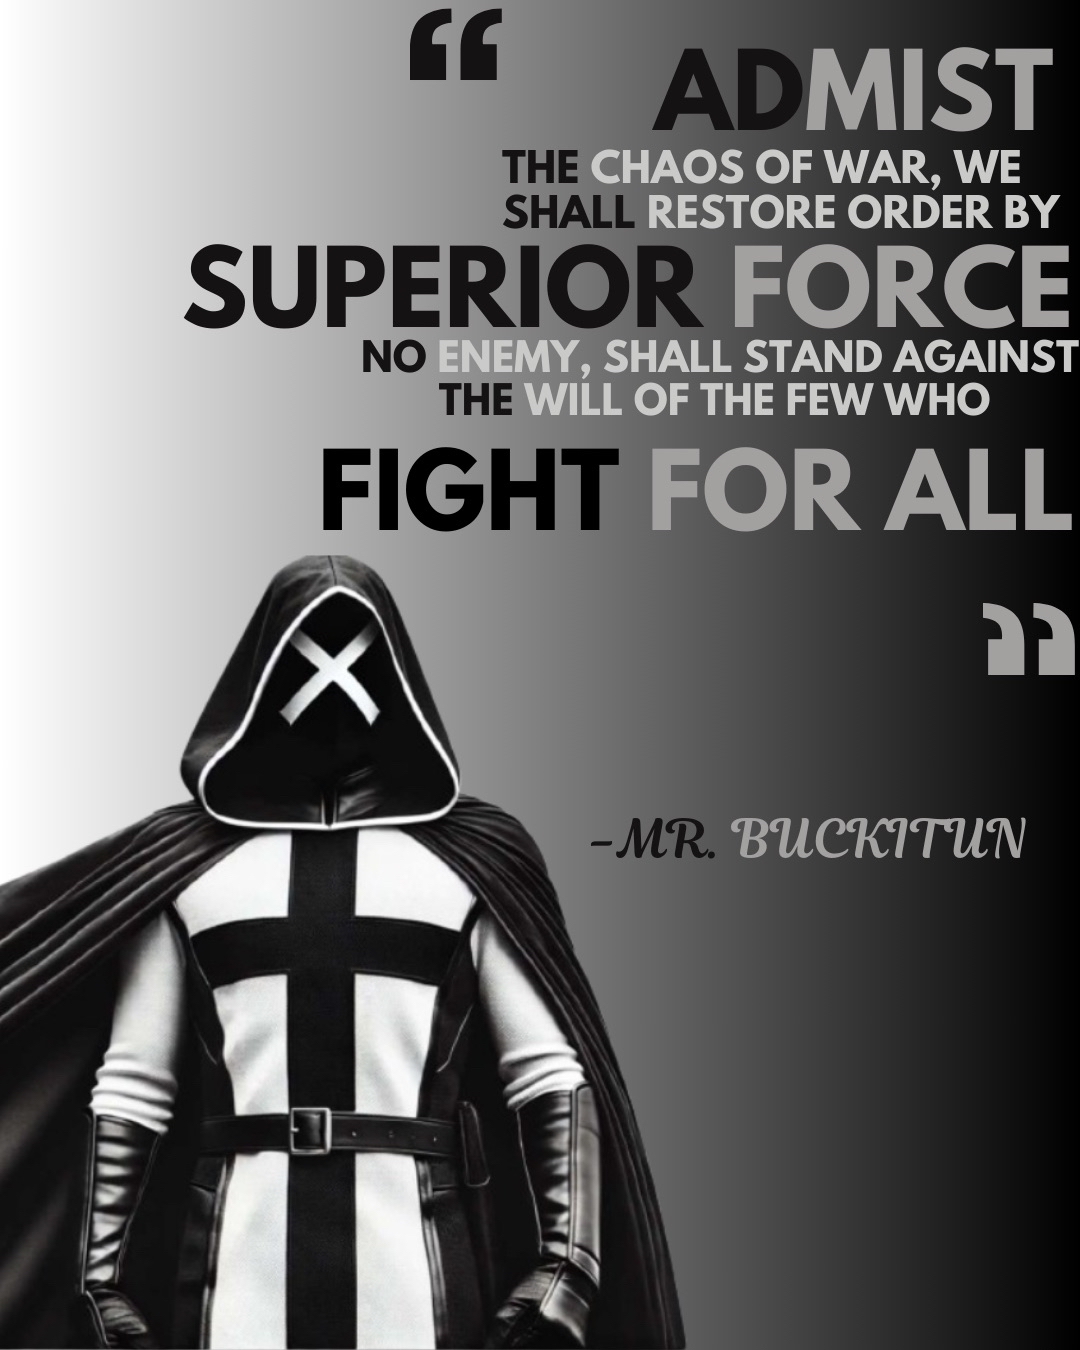 “ ADMIST
THE CHAOS OF WAR, WE
SHALL RESTORE ORDER BY
SUPERIOR FORCE
NO ENEMY, SHALL STAND AGAINST
THE WILL OF THE FEW WHO
FIGHT FOR ALL
”
-MR. BUCKITUN